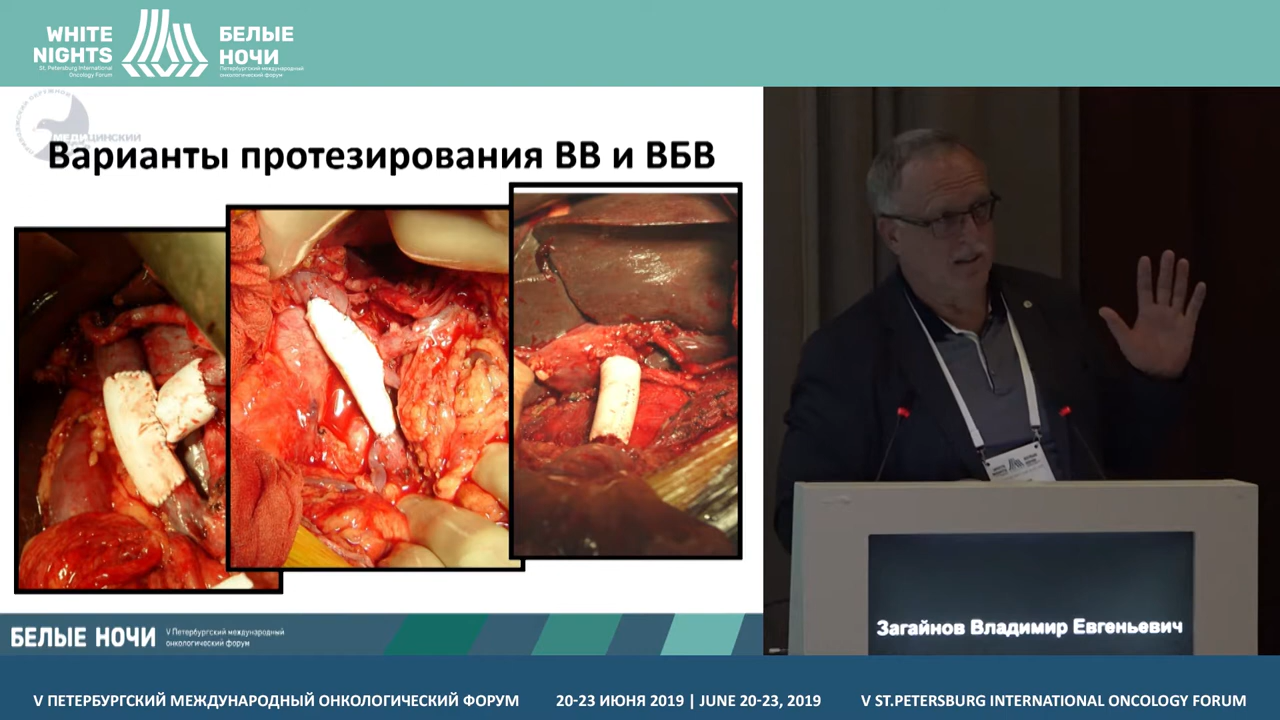 WHITE
NIGHTS
St. Petersburg International
Oncology Forum
БЕЛЫЕ
НОЧИ
Петербургский международный
онкологический форум
МЕДИЦИНСКИЙ
Варианты протезирования ВВ и ВБВ
БЕЛЫЕ НОЧИ
V Петербургский международный
онкологический форум
Загайнов Владимир Евгеньевич
V ПЕТЕРБУРГСКИЙ МЕЖДУНАРОДНЫЙ ОНКОЛОГИЧЕСКИЙ ФОРУМ
20-23 ИЮНЯ 2019 | JUNE 20-23, 2019
V ST.PETERSBURG INTERNATIONAL ONCOLOGY FORUM